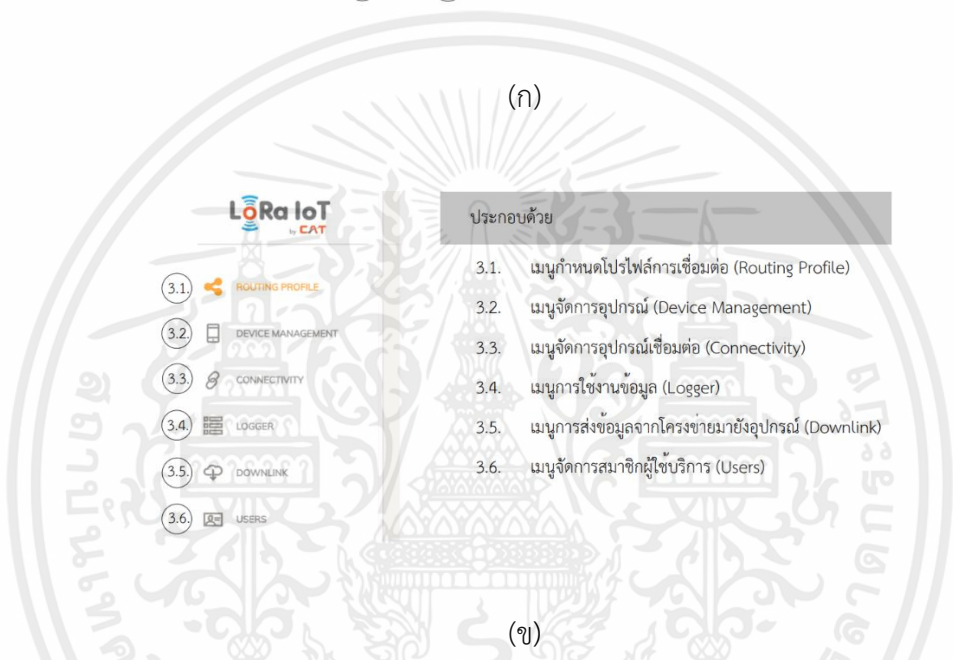 (ก)
LoRa IoT
by CAT
ประกอบด้วย
3.1. ROUTING PROFILE
3.2. DEVICE MANAGEMENT
3.3. CONNECTIVITY
3.4. LOGGER
3.5. DOWNLINK
3.6. USERS
3.1. เมนูกำหนดโปรไฟล์การเชื่อมต่อ (Routing Profile)
3.2. เมนูจัดการอุปกรณ์ (Device Management)
3.3. เมนูจัดการอุปกรณ์เชื่อมต่อ (Connectivity)
3.4. เมนูการใช้งานข้อมูล (Logger)
3.5. เมนูการส่งข้อมูลจากโครงข่ายมายังอุปกรณ์ (Downlink)
3.6. เมนูจัดการสมาชิกผู้ใช้บริการ (Users)
(ข)